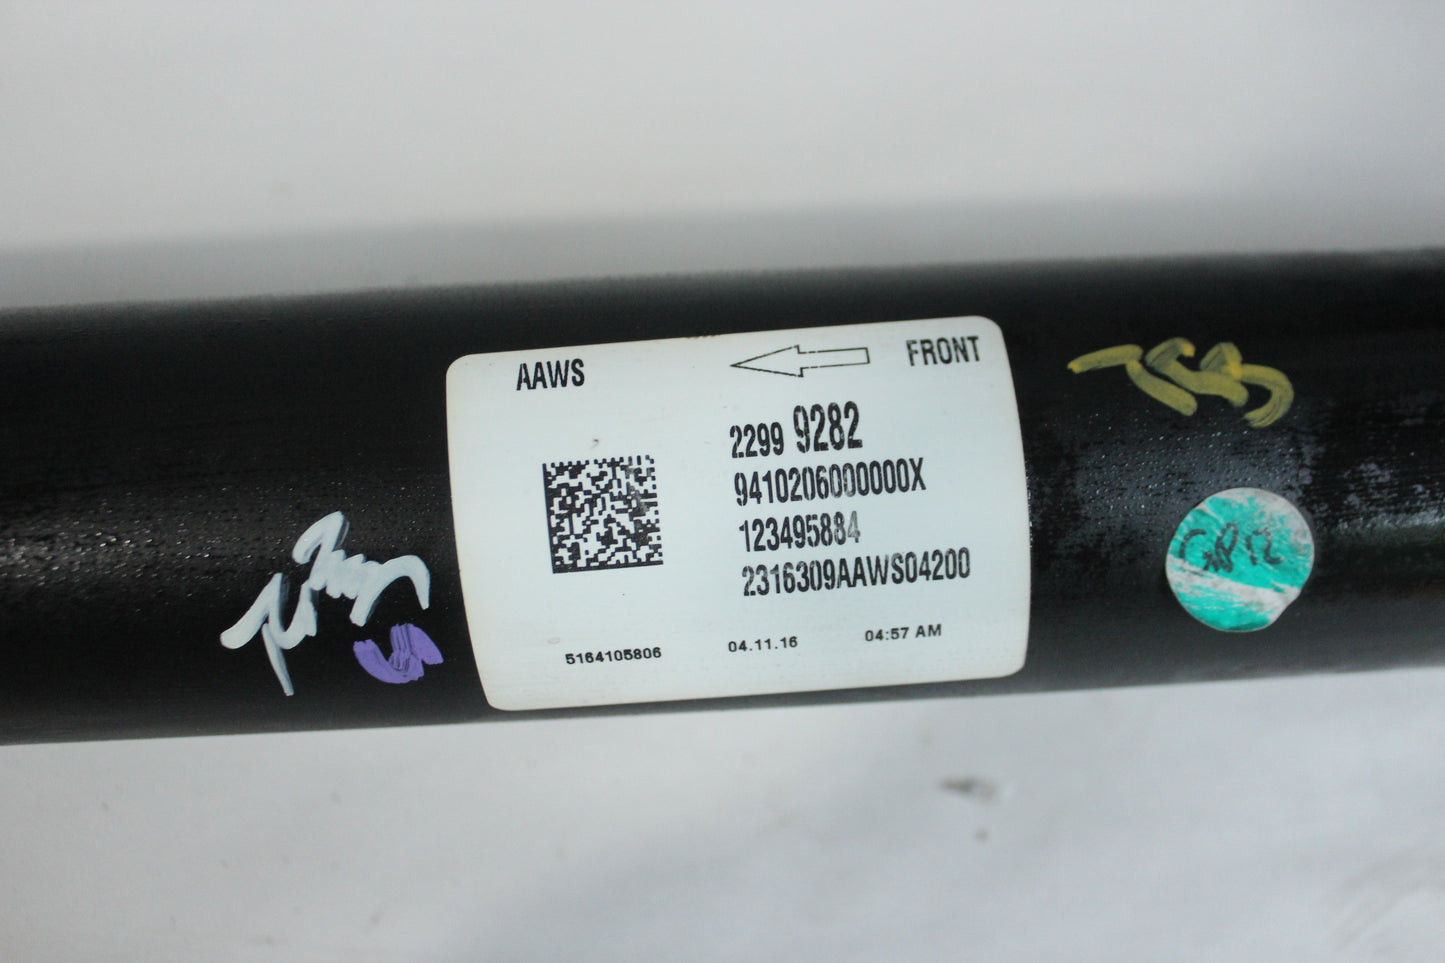 AAWS
FRONT
2299 9282
9410206000000X
123495884
2316309AAWS04200
5164105806 04.11.16 04:57 AM